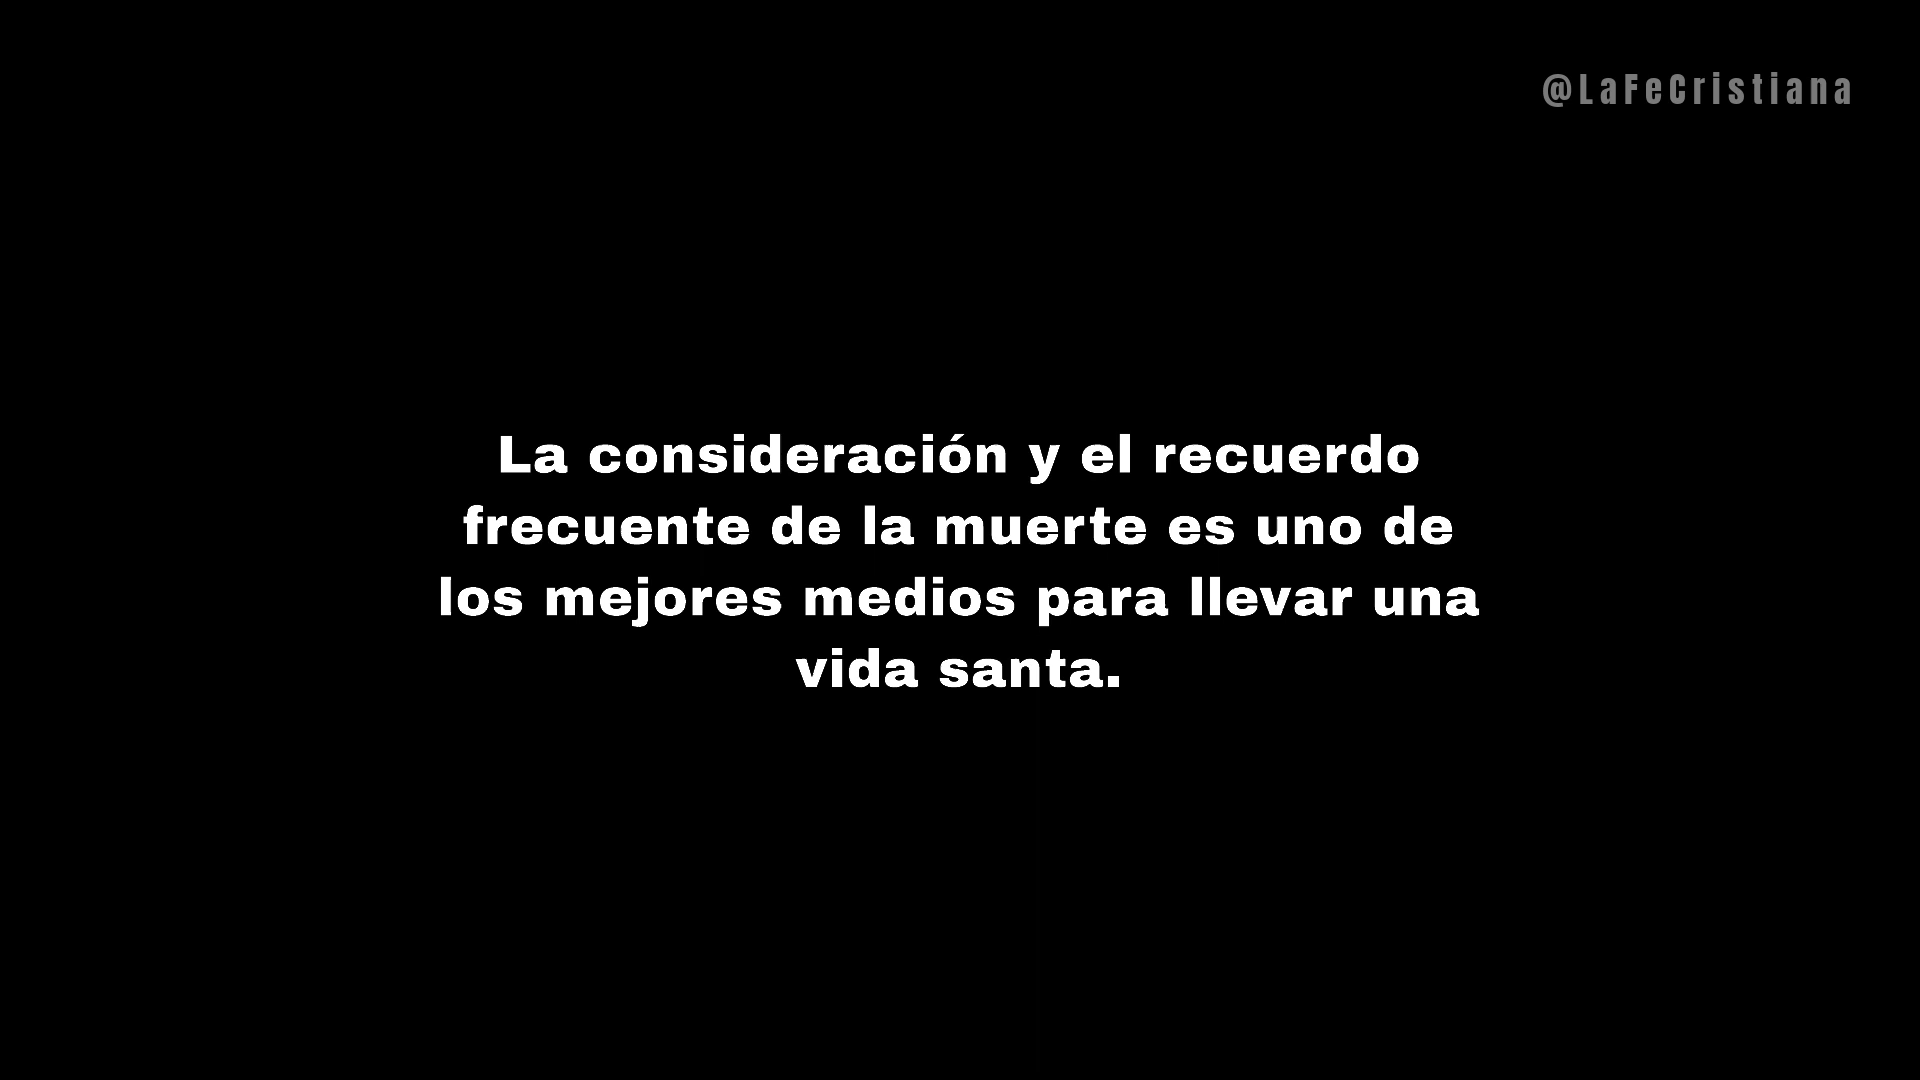 @LaFeCristiana
La consideración y el recuerdo
frecuente de la muerte es uno de
los mejores medios para llevar una
vida santa.